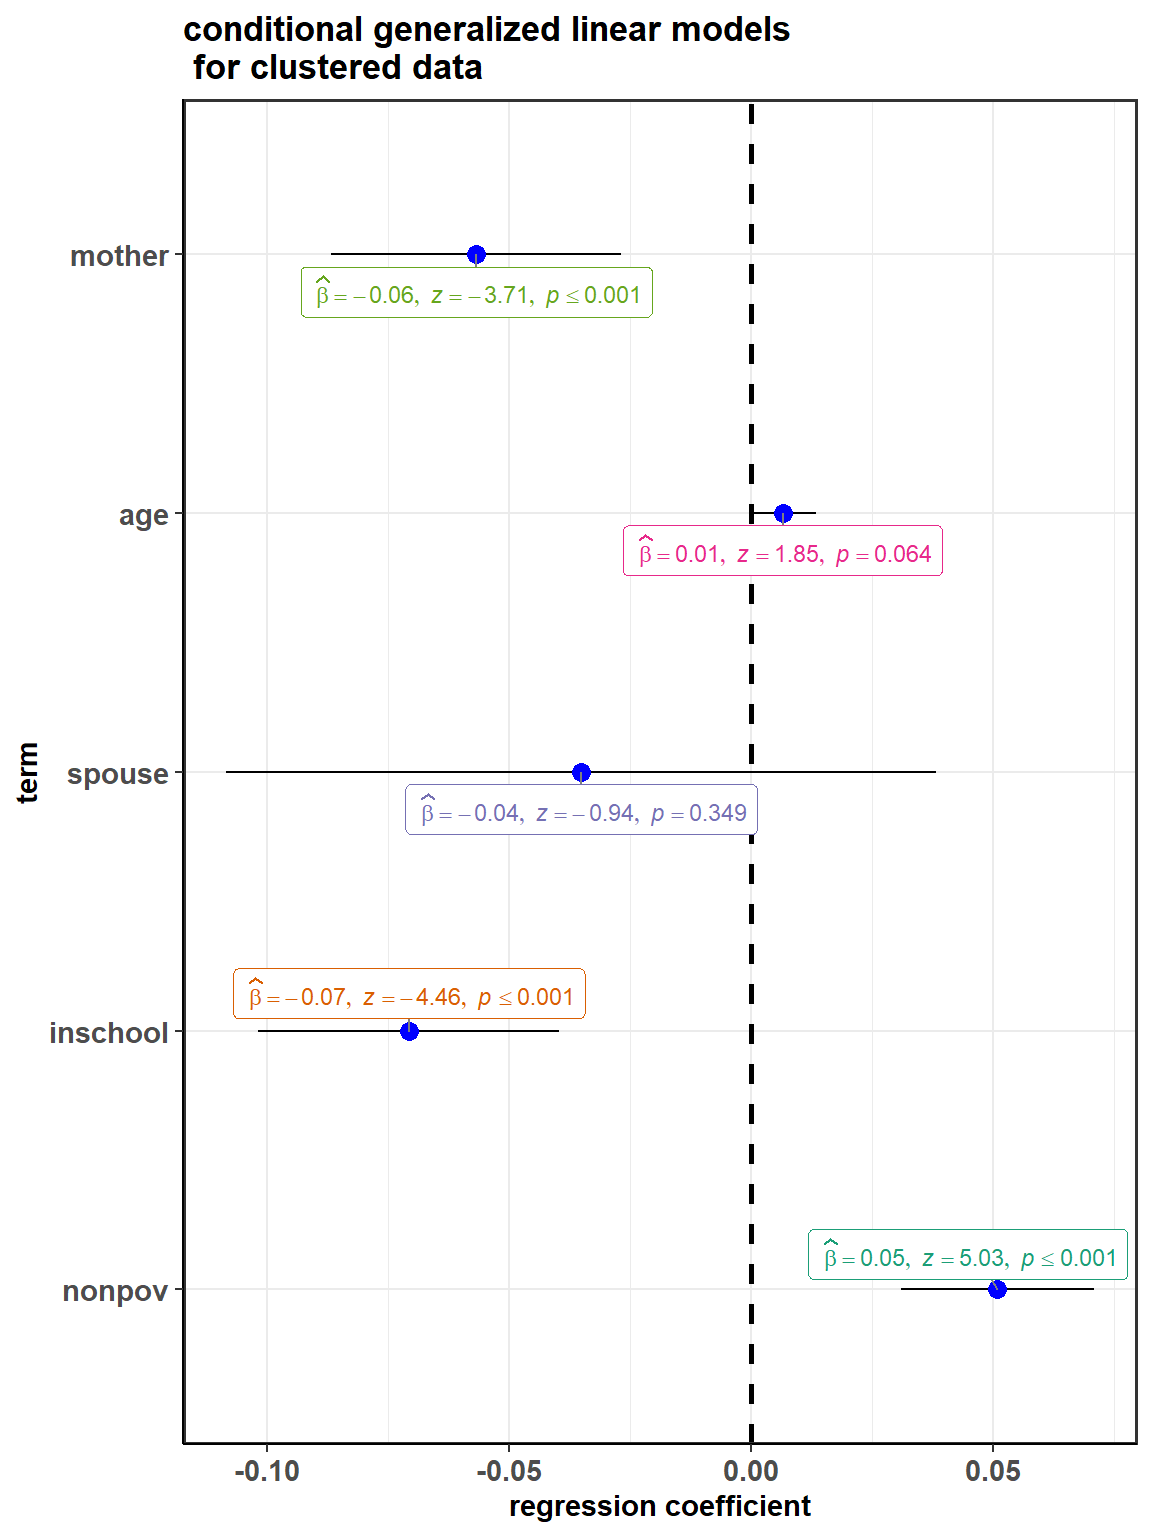 conditional generalized linear models
for clustered data
mother
β̂ = −0.06, z = −3.71, p ≤ 0.001
age
β̂ = 0.01, z = 1.85, p = 0.064
term
spouse
β̂ = −0.04, z = −0.94, p = 0.349
β̂ = −0.07, z = −4.46, p ≤ 0.001
inschool
β̂ = 0.05, z = 5.03, p ≤ 0.001
nonpov
-0.10 -0.05 0.00 0.05
regression coefficient